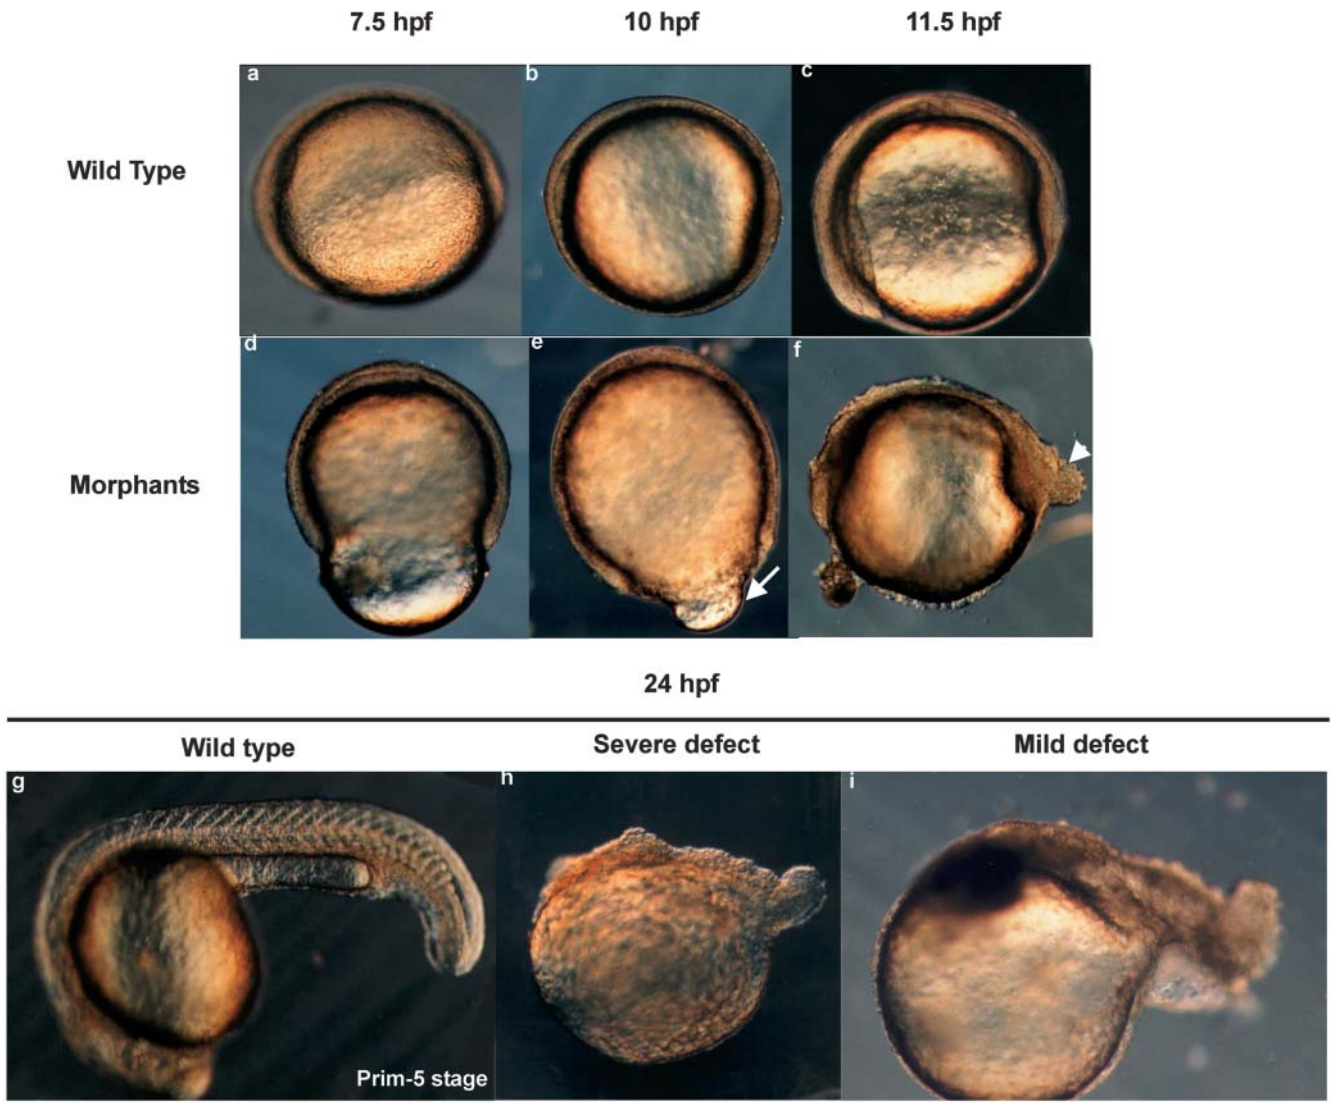 7.5 hpf 10 hpf 11.5 hpf
a b c
Wild Type
d e f
Morphants
24 hpf
Wild type Severe defect Mild defect
g h i
Prim-5 stage